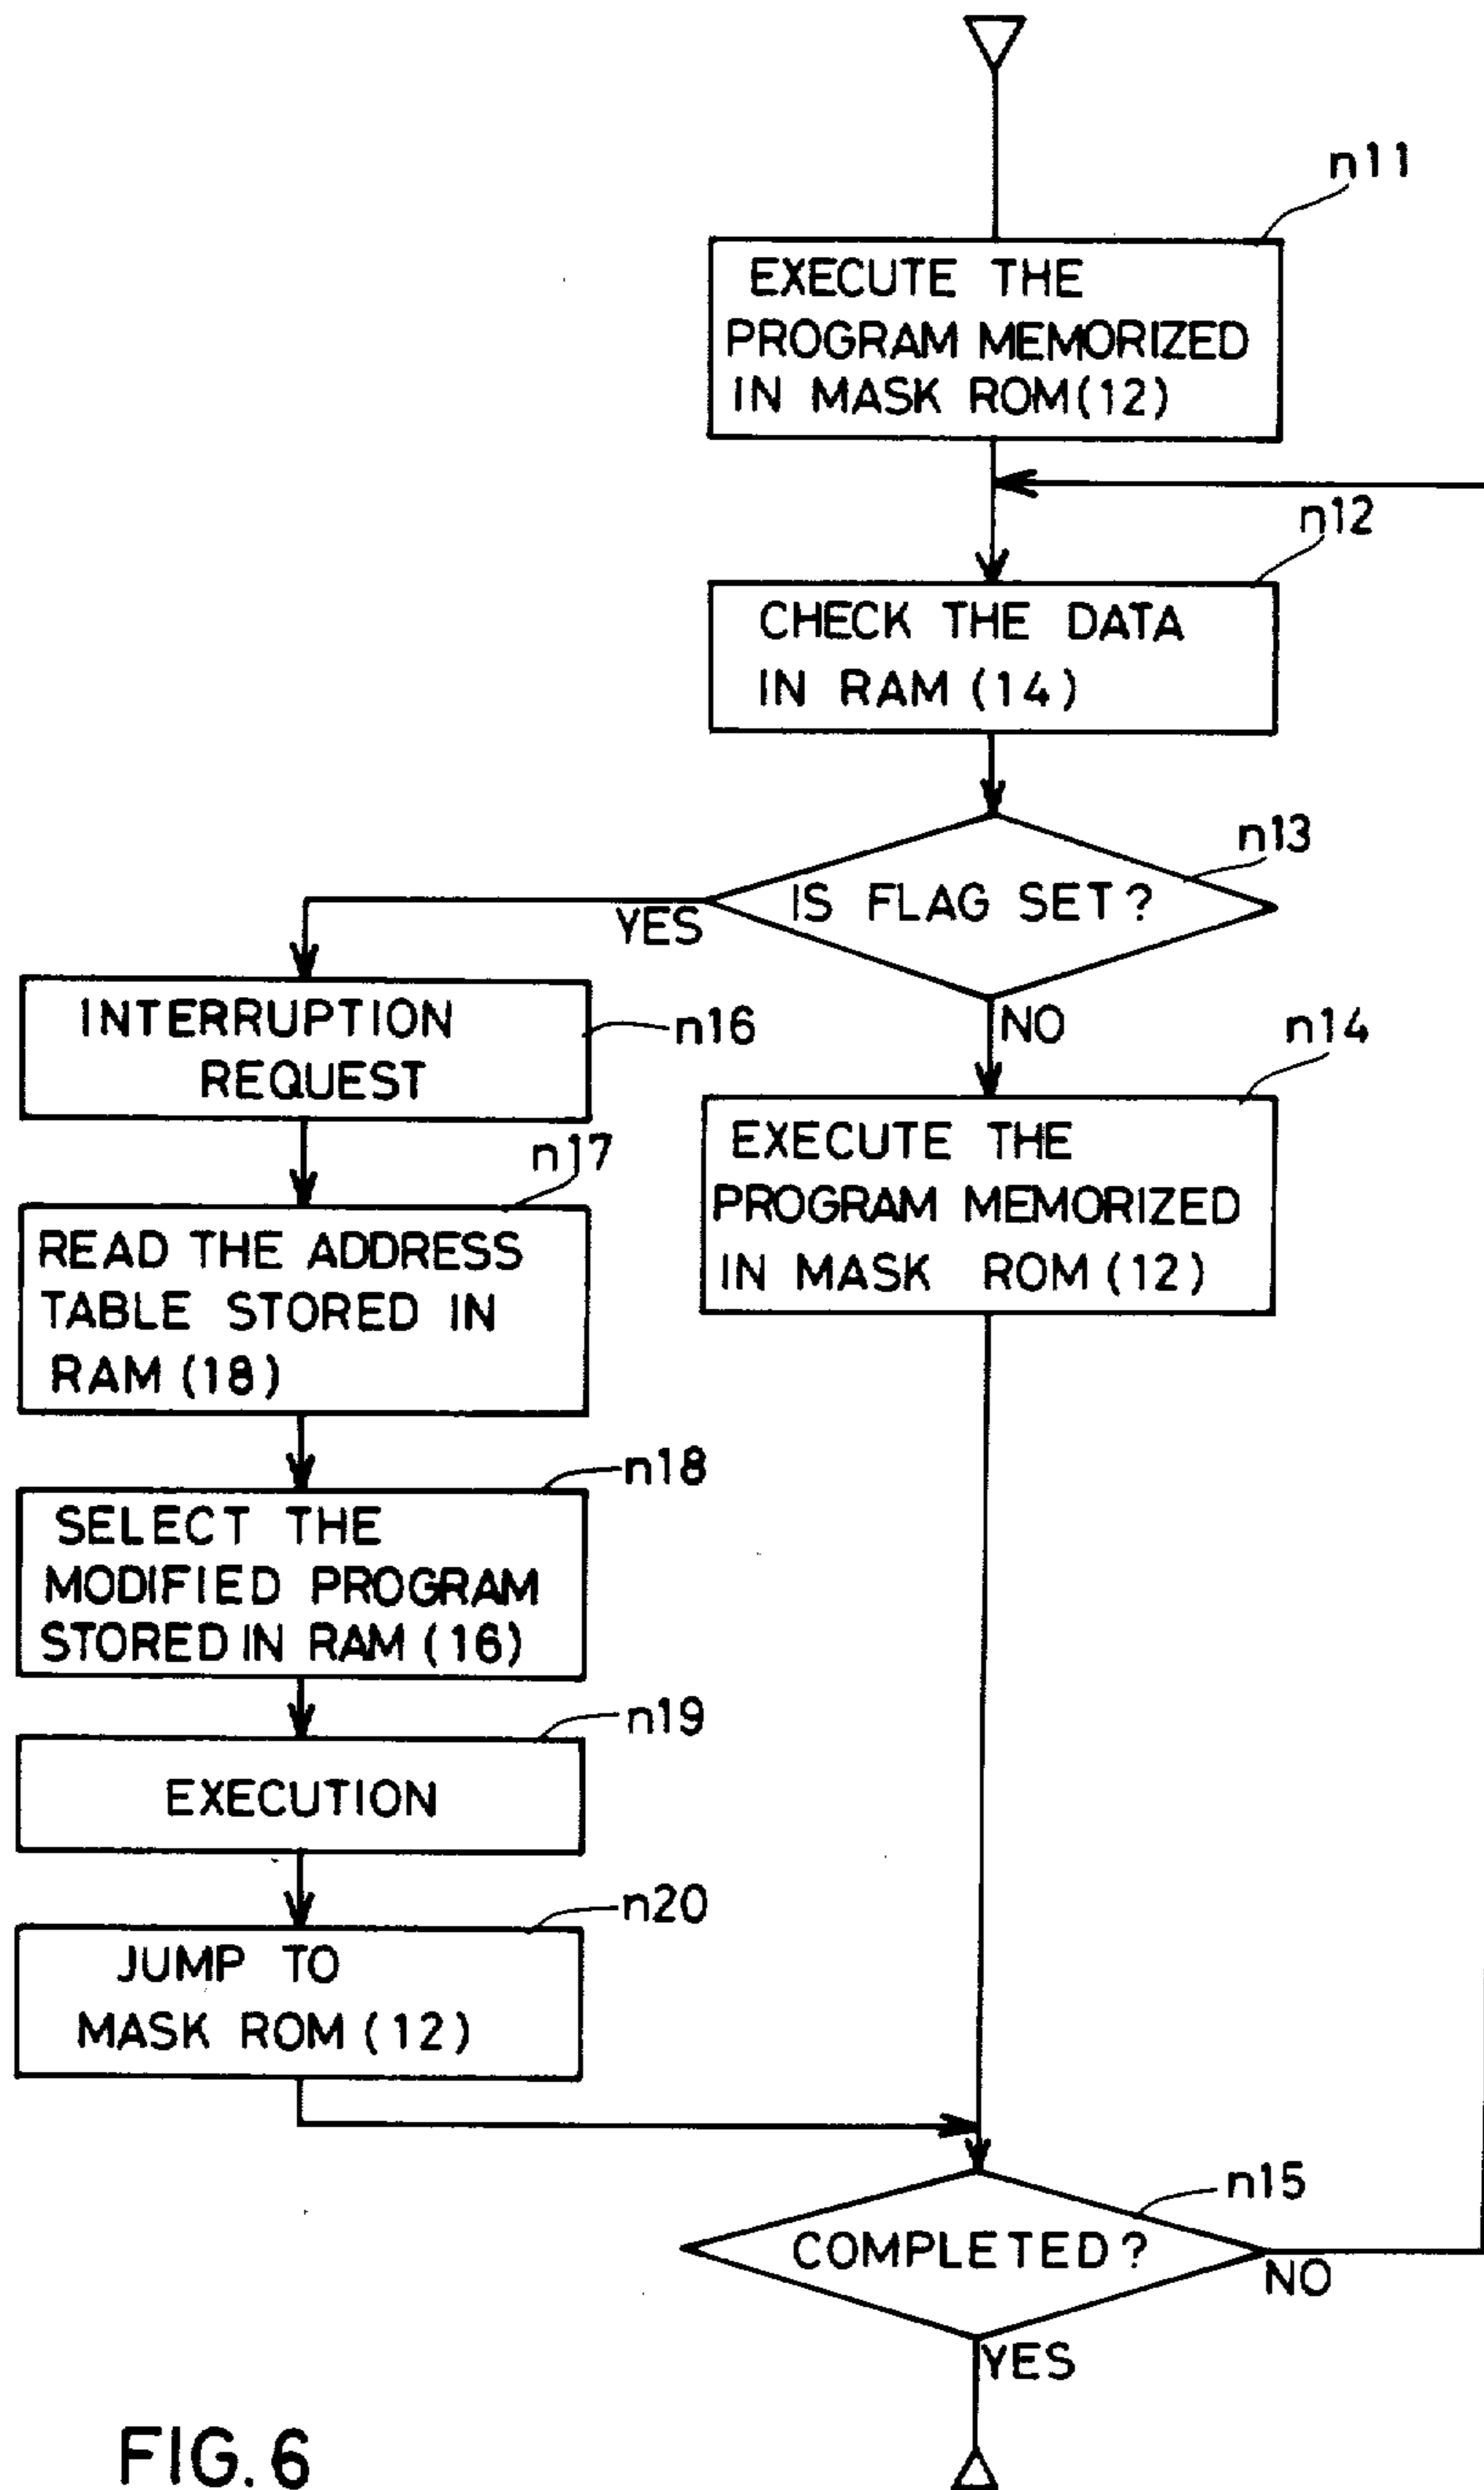 n11
EXECUTE THE
PROGRAM MEMORIZED
IN MASK ROM(12)
n12
CHECK THE DATA
IN RAM (14)
n13
IS FLAG SET?
YES
NO
INTERRUPTION
REQUEST
n16
n14
EXECUTE THE
PROGRAM MEMORIZED
IN MASK ROM (12)
n17
READ THE ADDRESS
TABLE STORED IN
RAM (18)
n18
SELECT THE
MODIFIED PROGRAM
STORED IN RAM (16)
n19
EXECUTION
n20
JUMP TO
MASK ROM (12)
n15
COMPLETED?
NO
YES
FIG. 6